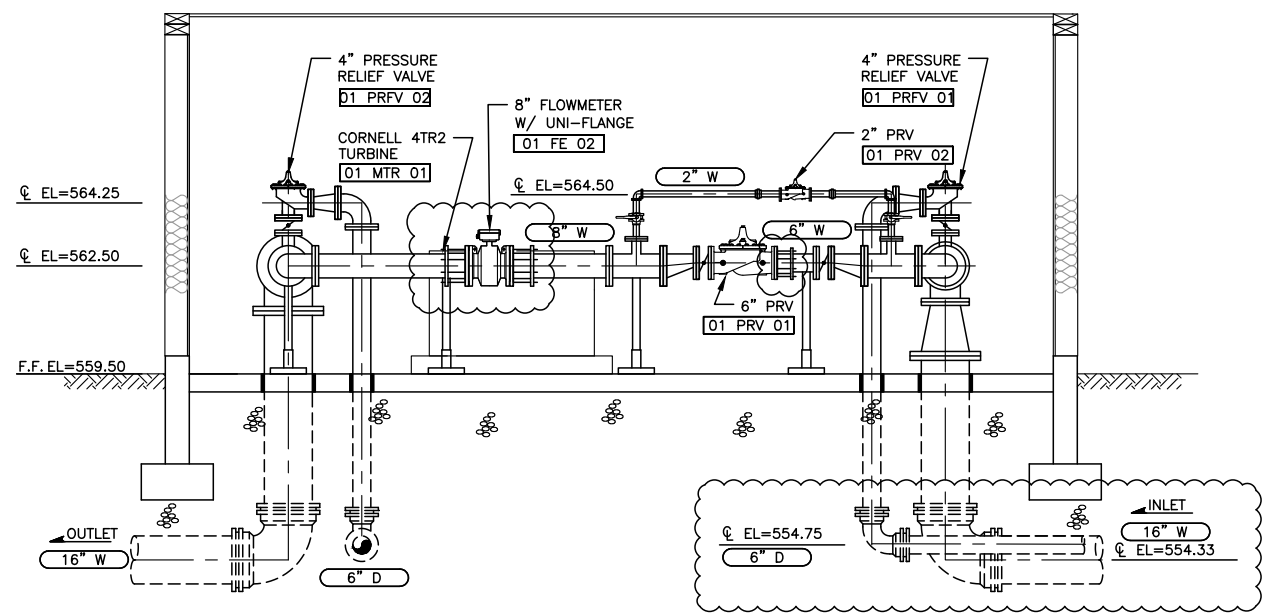 4” PRESSURE
RELIEF VALVE
01 PRFV 02
8” FLOWMETER
W/ UNI-FLANGE
01 FE 02
CORNELL 4TR2
TURBINE
01 MTR 01
4” PRESSURE
RELIEF VALVE
01 PRFV 01
2” PRV
01 PRV 02
℄ EL=564.25
℄ EL=564.50
2” W
8” W
6” W
℄ EL=562.50
6” PRV
01 PRV 01
F.F. EL=559.50
OUTLET
16” W
6” D
℄ EL=554.75
6” D
INLET
16” W
℄ EL=554.33